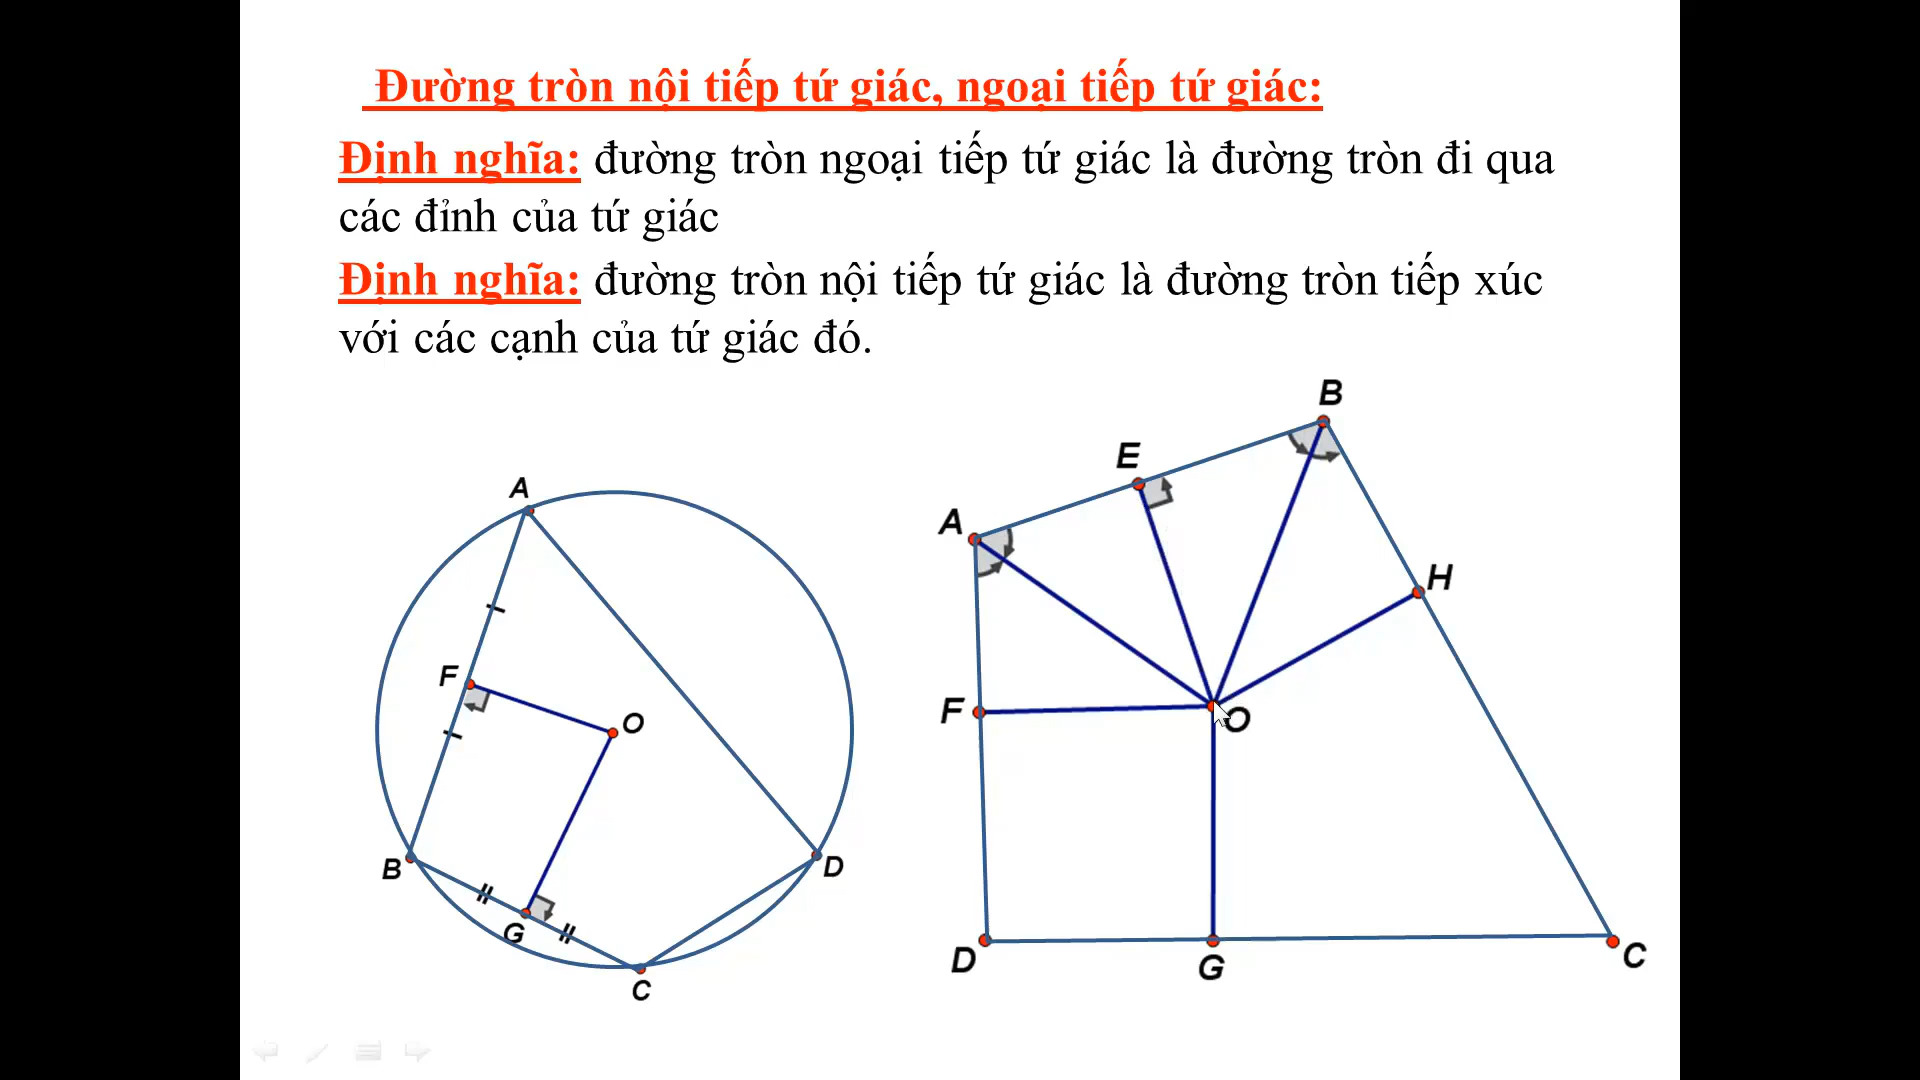 Đường tròn nội tiếp tứ giác, ngoại tiếp tứ giác:
Định nghĩa: đường tròn ngoại tiếp tứ giác là đường tròn đi qua
các đỉnh của tứ giác
Định nghĩa: đường tròn nội tiếp tứ giác là đường tròn tiếp xúc
với các cạnh của tứ giác đó.
A
F
O
B
G
D
C
B
E
A
H
F
O
D
G
C